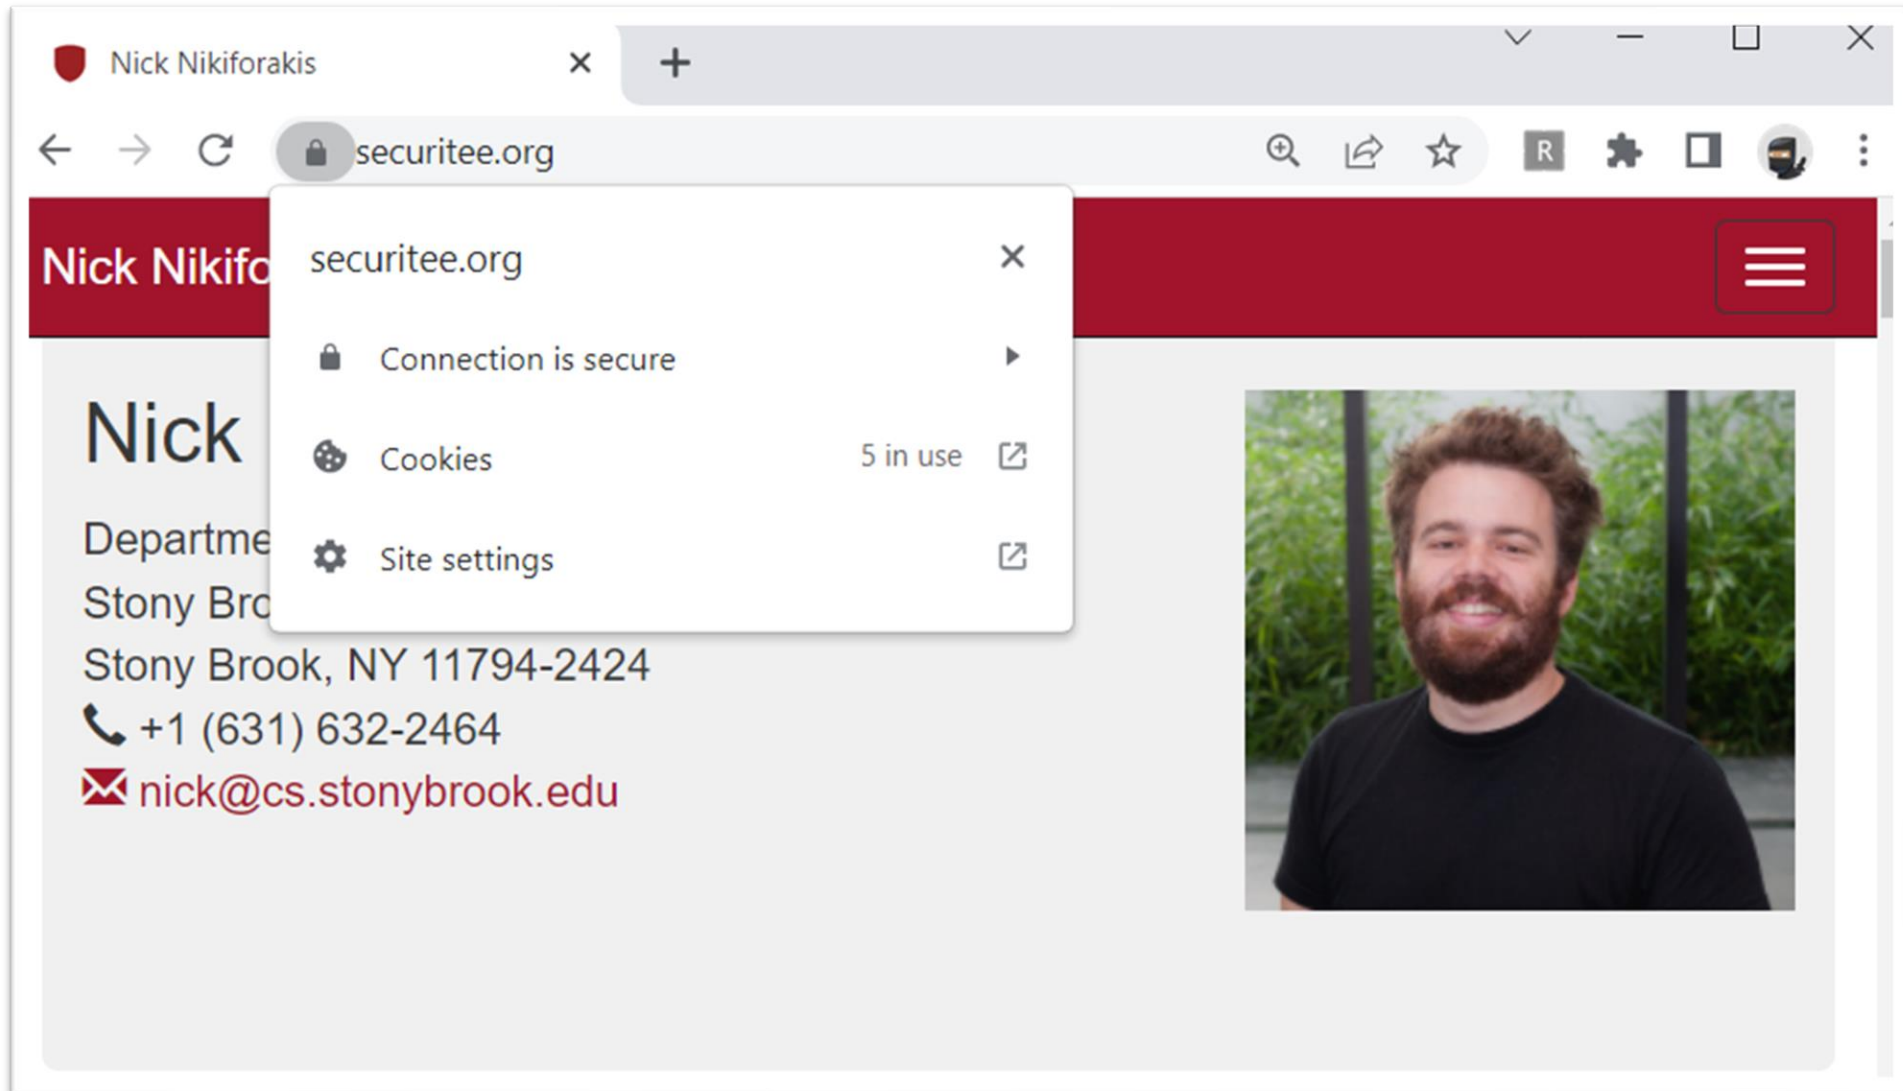 Nick Nikiforakis
securitee.org
R
Nick Nikifo
securitee.org
Connection is secure
Cookies 5 in use
Site settings
Nick
Departme
Stony Bro
Stony Brook, NY 11794-2424
+1 (631) 632-2464
nick@cs.stonybrook.edu